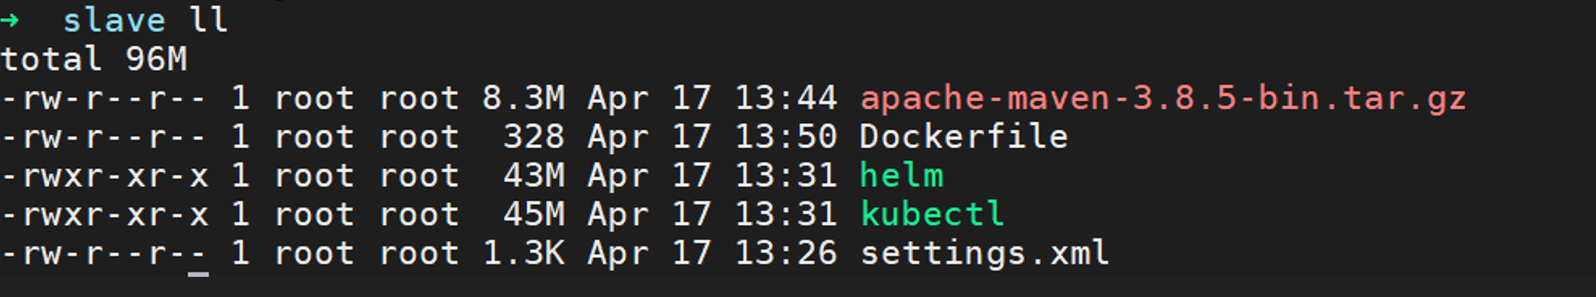 ➜  slave ll
total 96M
-rw-r--r-- 1 root root 8.3M Apr 17 13:44 apache-maven-3.8.5-bin.tar.gz
-rw-r--r-- 1 root root  328 Apr 17 13:50 Dockerfile
-rwxr-xr-x 1 root root  43M Apr 17 13:31 helm
-rwxr-xr-x 1 root root  45M Apr 17 13:31 kubectl
-rw-r--r-- 1 root root 1.3K Apr 17 13:26 settings.xml